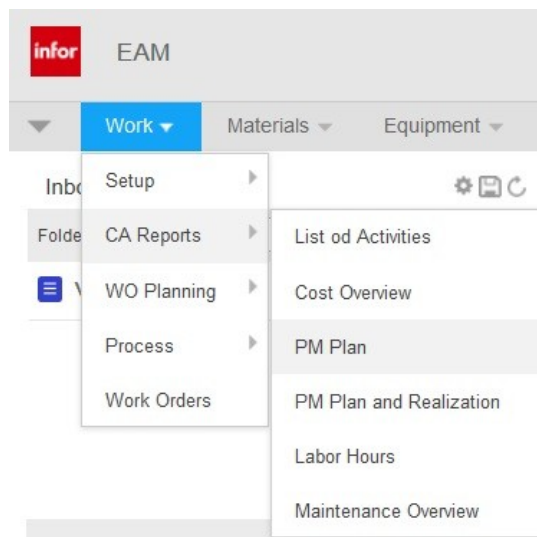 infor EAM
Work Materials Equipment
Inbo
Setup
Folde
CA Reports
List od Activities
WO Planning
Cost Overview
Process
PM Plan
Work Orders
PM Plan and Realization
Labor Hours
Maintenance Overview